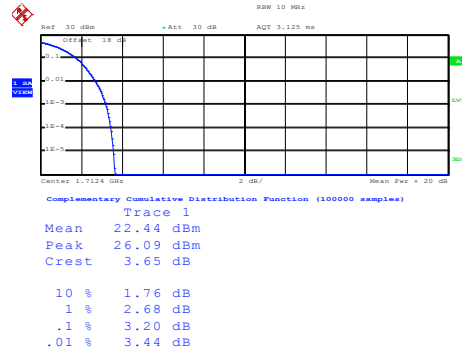 RBW 10 MHz
Ref 30 dBm Att 30 dB AQT 3.125 ms
Offset 18 dB
0.1
A
1 SA
VIEW
0.01
1E-3
1E-4
1E-5
Center 1.7124 GHz 2 dB/ Mean Pwr + 20 dB
Complementary Cumulative Distribution Function (100000 samples)
Trace 1
Mean 22.44 dBm
Peak 26.09 dBm
Crest 3.65 dB
10 % 1.76 dB
1 % 2.68 dB
.1 % 3.20 dB
.01 % 3.44 dB